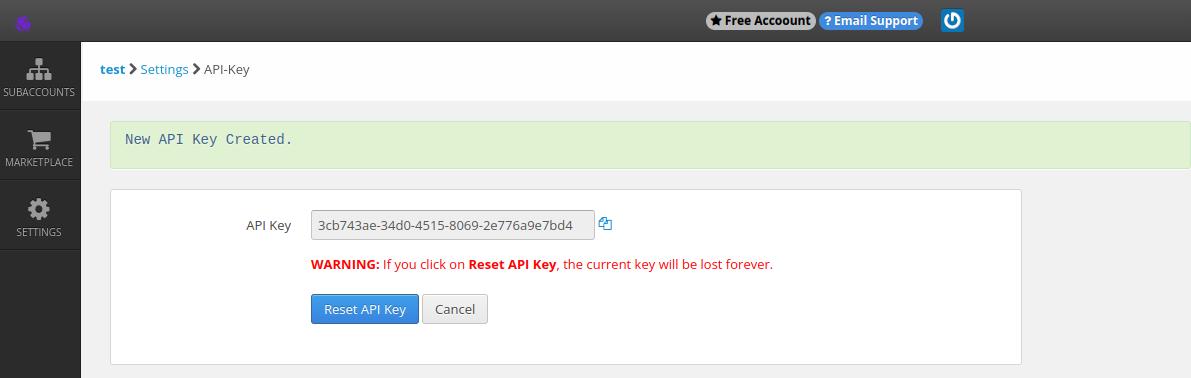 Free Account
? Email Support
SUBACCOUNTS
MARKETPLACE
SETTINGS
test > Settings > API-Key
New API Key Created.
API Key 3cb743ae-34d0-4515-8069-2e776a9e7bd4
WARNING: If you click on Reset API Key, the current key will be lost forever.
Reset API Key Cancel